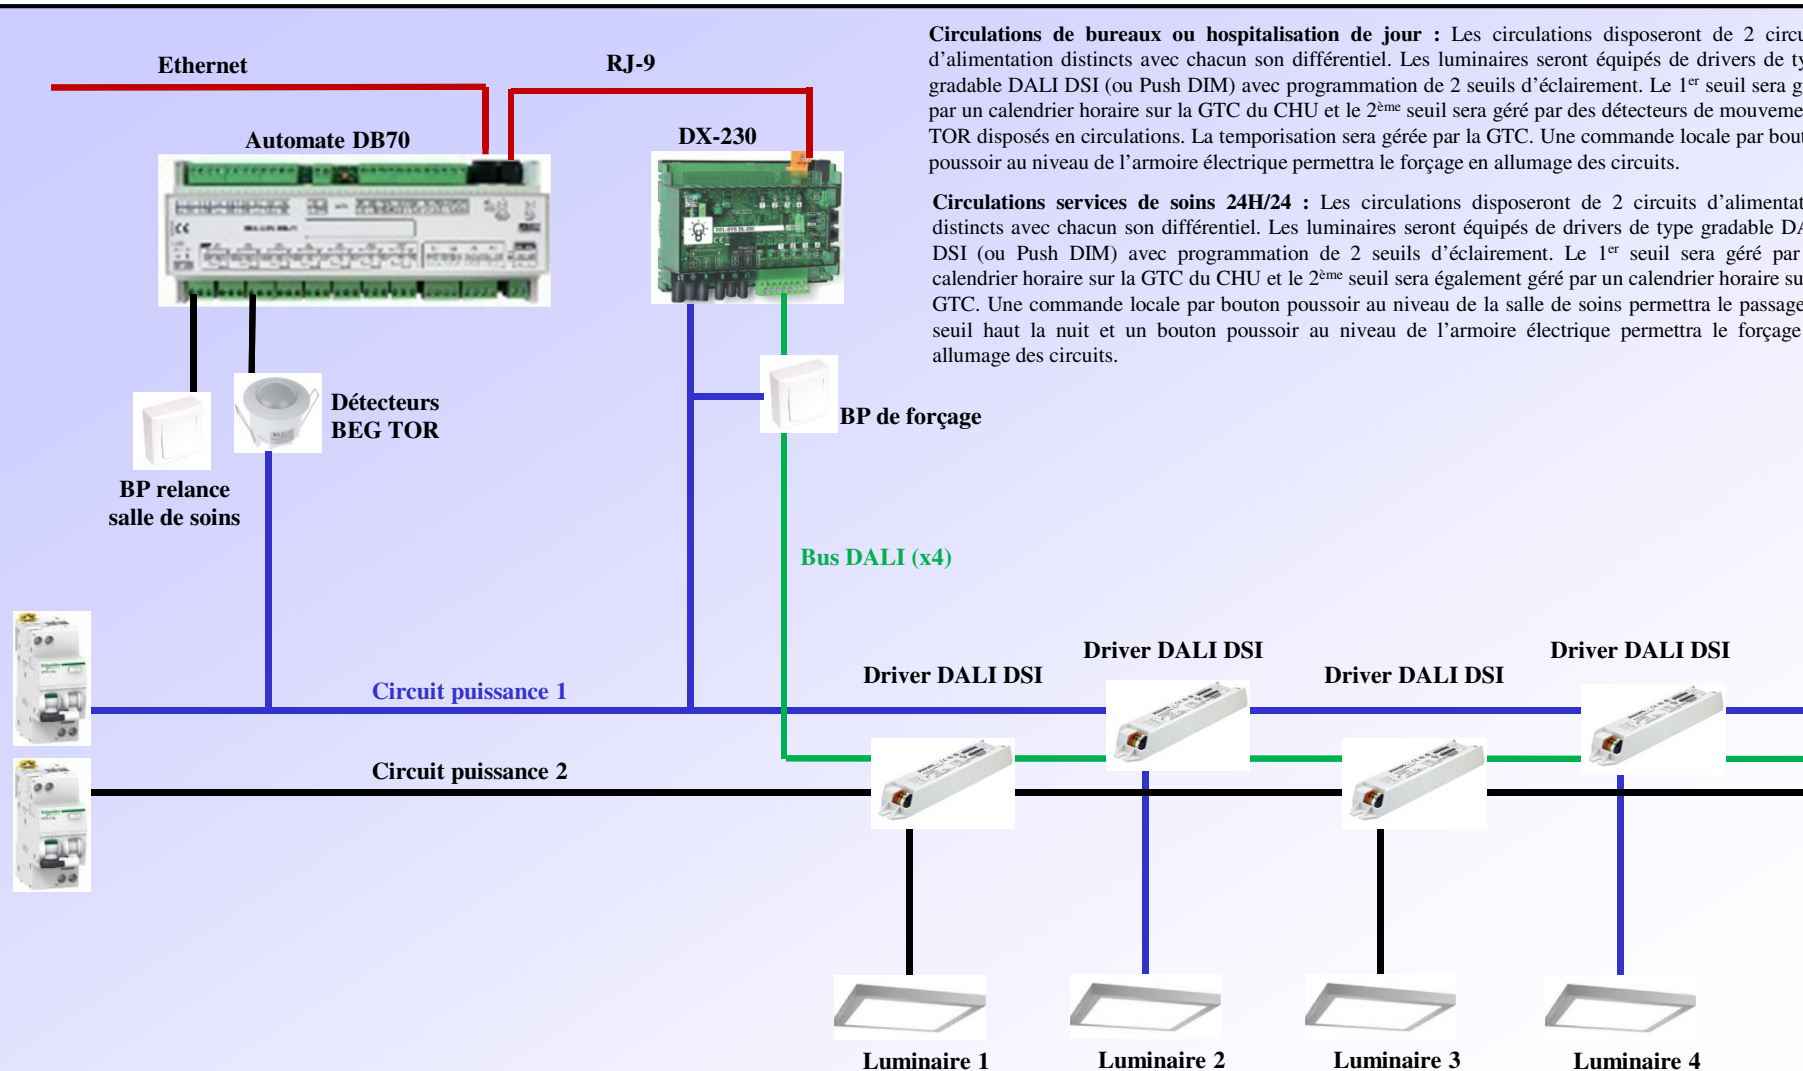 Circulations de bureaux ou hospitalisation de jour : Les circulations disposeront de 2 circu
d’alimentation distincts avec chacun son différentiel. Les luminaires seront équipés de drivers de ty
gradable DALI DSI (ou Push DIM) avec programmation de 2 seuils d’éclairement. Le 1er seuil sera g
par un calendrier horaire sur la GTC du CHU et le 2ème seuil sera géré par des détecteurs de mouveme
TOR disposés en circulations. La temporisation sera gérée par la GTC. Une commande locale par bout
poussoir au niveau de l’armoire électrique permettra le forçage en allumage des circuits.
Circulations services de soins 24H/24 : Les circulations disposeront de 2 circuits d’alimentat
distincts avec chacun son différentiel. Les luminaires seront équipés de drivers de type gradable DA
DSI (ou Push DIM) avec programmation de 2 seuils d’éclairement. Le 1er seuil sera géré par
calendrier horaire sur la GTC du CHU et le 2ème seuil sera également géré par un calendrier horaire su
GTC. Une commande locale par bouton poussoir au niveau de la salle de soins permettra le passage
seuil haut la nuit et un bouton poussoir au niveau de l’armoire électrique permettra le forçage
allumage des circuits.
Ethernet
RJ-9
Automate DB70
DX-230
Détecteurs
BEG TOR
BP de forçage
BP relance
salle de soins
Bus DALI (x4)
Driver DALI DSI
Driver DALI DSI
Driver DALI DSI
Driver DALI DSI
Circuit puissance 1
Circuit puissance 2
Luminaire 1
Luminaire 2
Luminaire 3
Luminaire 4